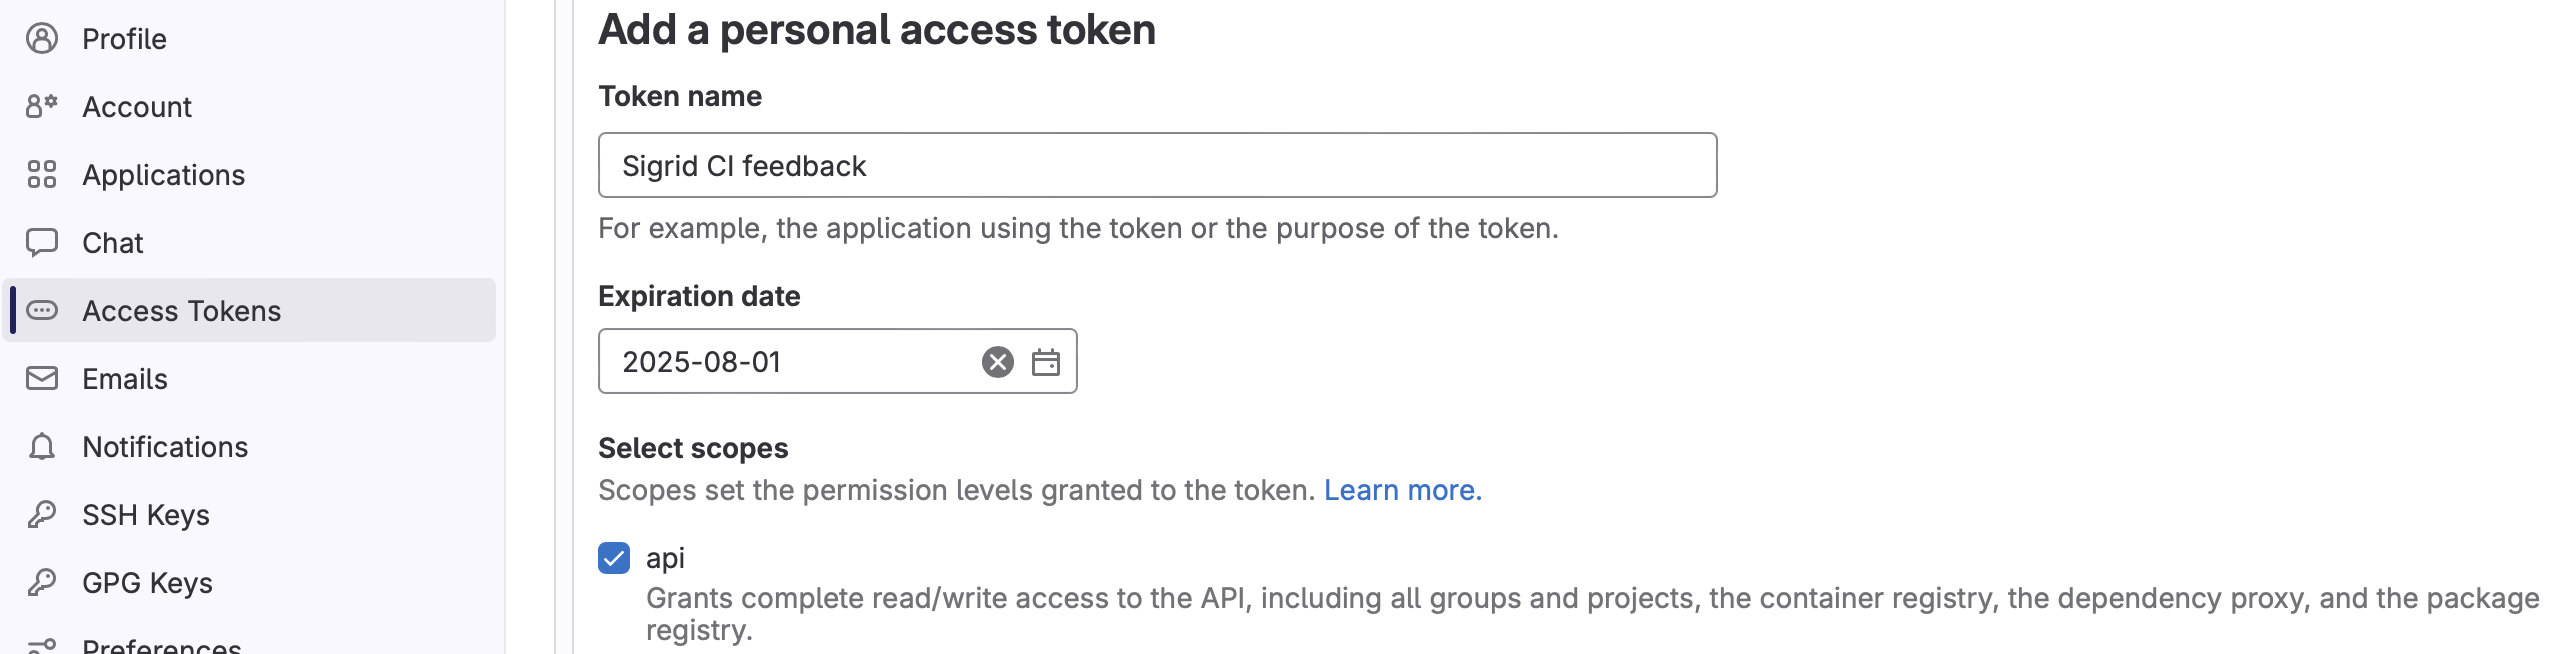 Profile
Account
Applications
Chat
Access Tokens
Emails
Notifications
SSH Keys
GPG Keys
Preferences
Add a personal access token
Token name
Sigrid CI feedback
For example, the application using the token or the purpose of the token.
Expiration date
2025-08-01
Select scopes
Scopes set the permission levels granted to the token. Learn more.
api
Grants complete read/write access to the API, including all groups and projects, the container registry, the dependency proxy, and the package
registry.